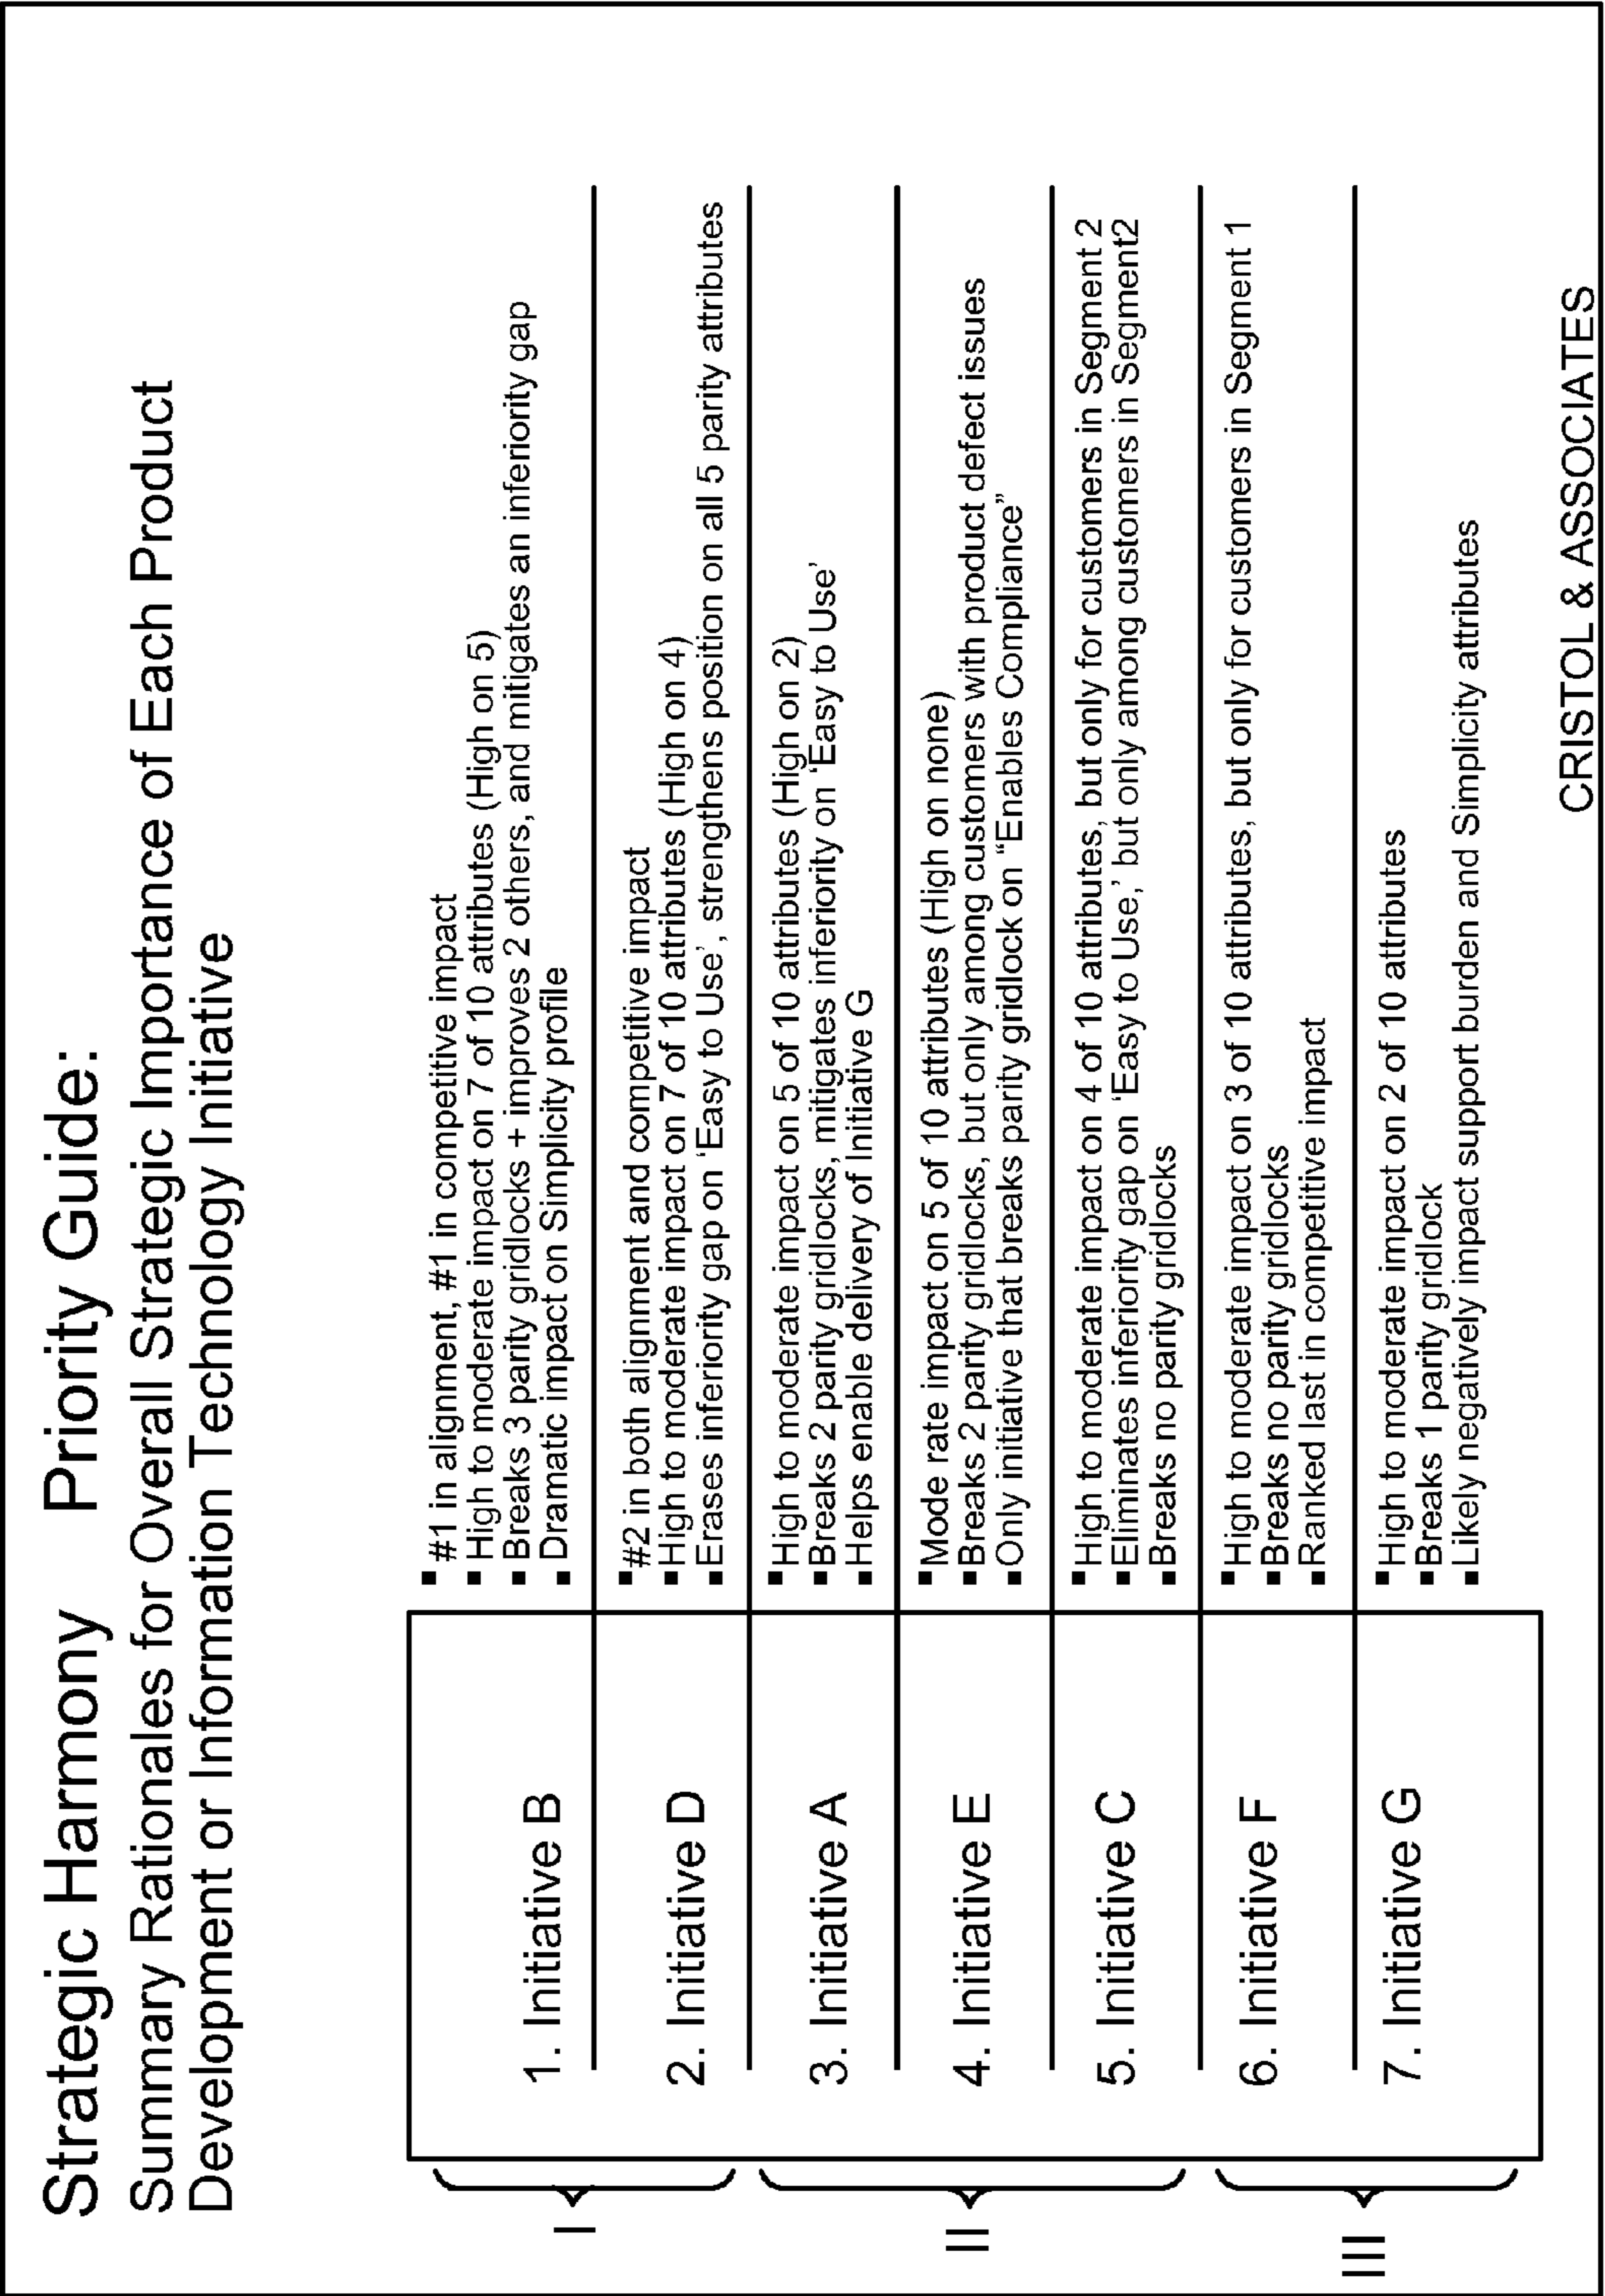 Strategic Harmony Priority Guide:
Summary Rationales for Overall Strategic Importance of Each Product
Development or Information Technology Initiative
I
1. Initiative B
▪ #1 in alignment, #1 in competitive impact
▪ High to moderate impact on 7 of 10 attributes (High on 5)
▪ Breaks 3 parity gridlocks + improves 2 others, and mitigates an inferiority gap
▪ Dramatic impact on Simplicity profile
2. Initiative D
▪ #2 in both alignment and competitive impact
▪ High to moderate impact on 7 of 10 attributes (High on 4)
▪ Erases inferiority gap on 'Easy to Use', strengthens position on all 5 parity attributes
II
3. Initiative A
▪ High to moderate impact on 5 of 10 attributes (High on 2)
▪ Breaks 2 parity gridlocks, mitigates inferiority on 'Easy to Use'
▪ Helps enable delivery of Initiative G
4. Initiative E
▪ Mode rate impact on 5 of 10 attributes (High on none)
▪ Breaks 2 parity gridlocks, but only among customers with product defect issues
▪ Only initiative that breaks parity gridlock on "Enables Compliance"
5. Initiative C
▪ High to moderate impact on 4 of 10 attributes, but only for customers in Segment 2
▪ Eliminates inferiority gap on 'Easy to Use,' but only among customers in Segment2
▪ Breaks no parity gridlocks
III
6. Initiative F
▪ High to moderate impact on 3 of 10 attributes, but only for customers in Segment 1
▪ Breaks no parity gridlocks
▪ Ranked last in competitive impact
7. Initiative G
▪ High to moderate impact on 2 of 10 attributes
▪ Breaks 1 parity gridlock
▪ Likely negatively impact support burden and Simplicity attributes
CRISTOL & ASSOCIATES